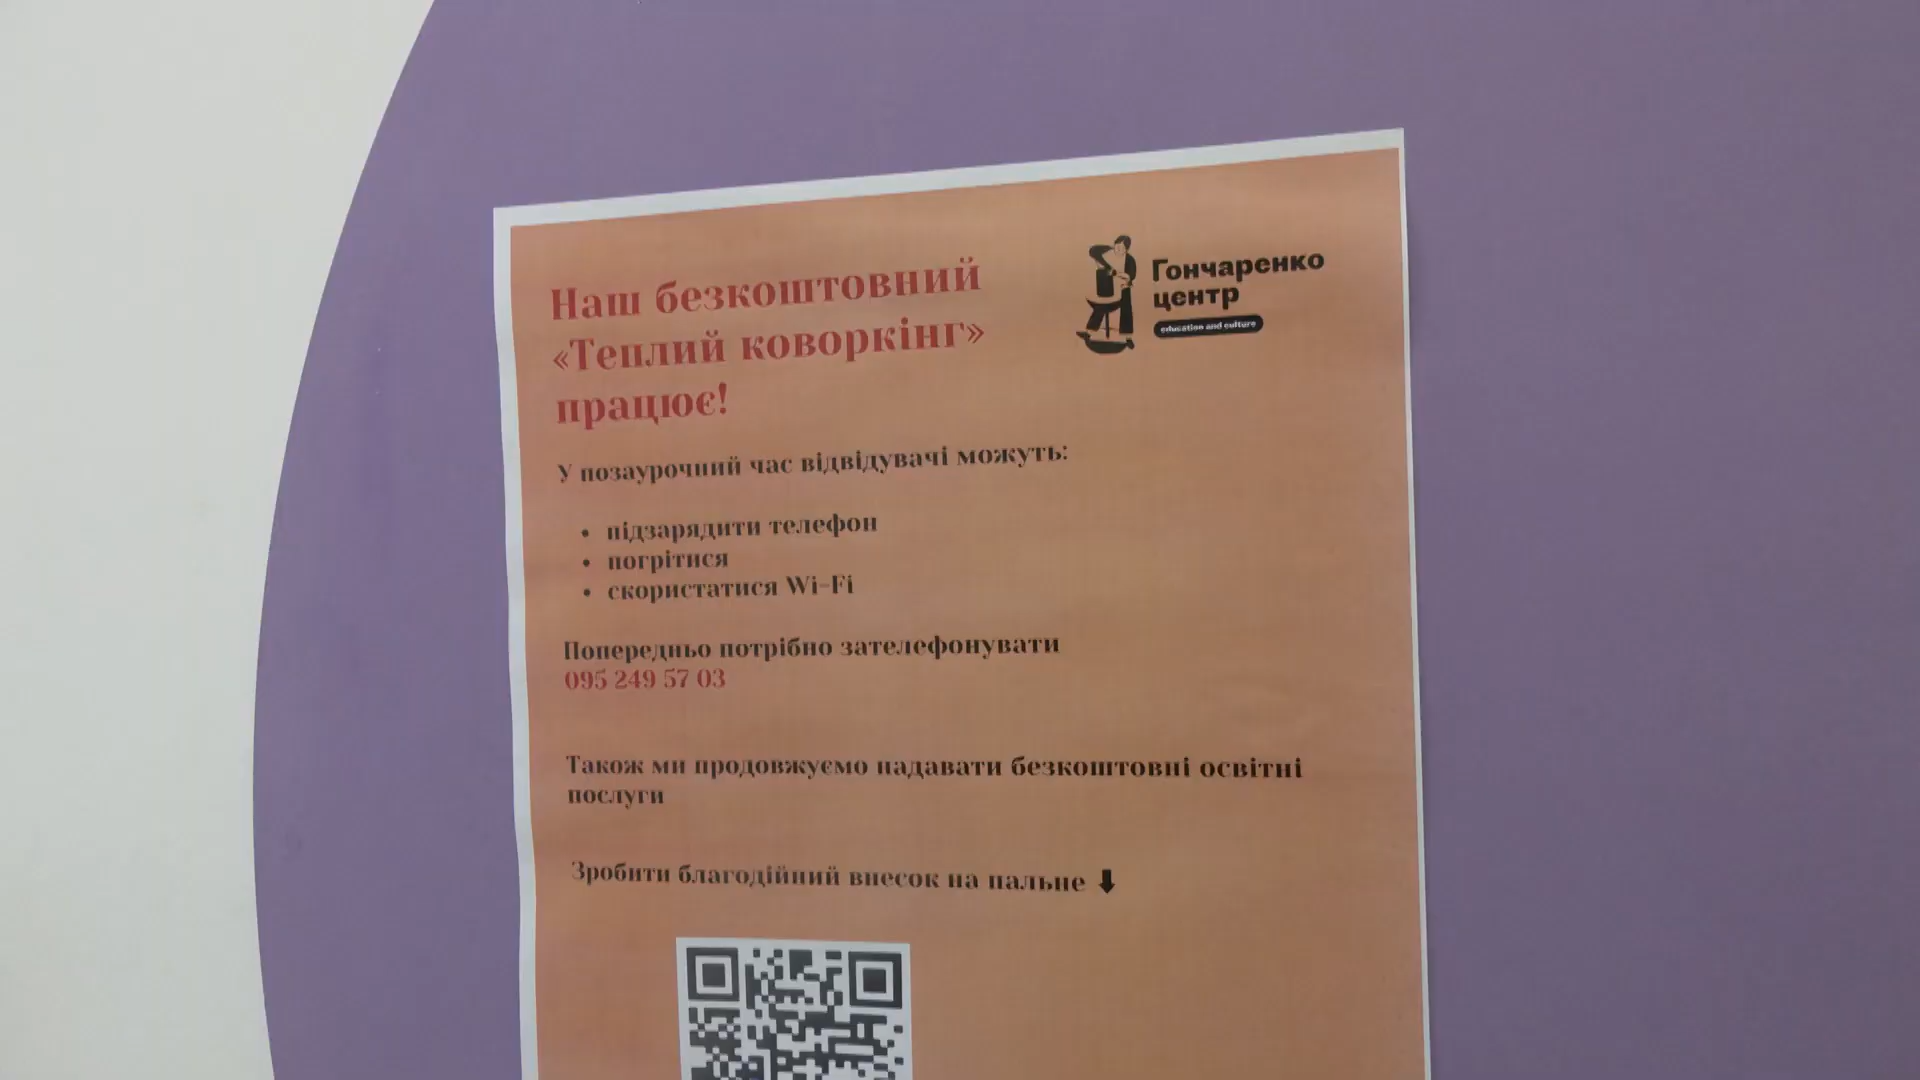 Наш безкоштовний
«Теплий коворкінг»
працює!
Гончаренко
центр
education and culture
У позаурочний час відвідувачі можуть:
• підзарядити телефон
• погрітися
• скористатися Wi-Fi
Попередньо потрібно зателефонувати
095 249 57 03
Також ми продовжуємо надавати безкоштовні освітні
послуги
Зробити благодійний внесок на пальне ⬇